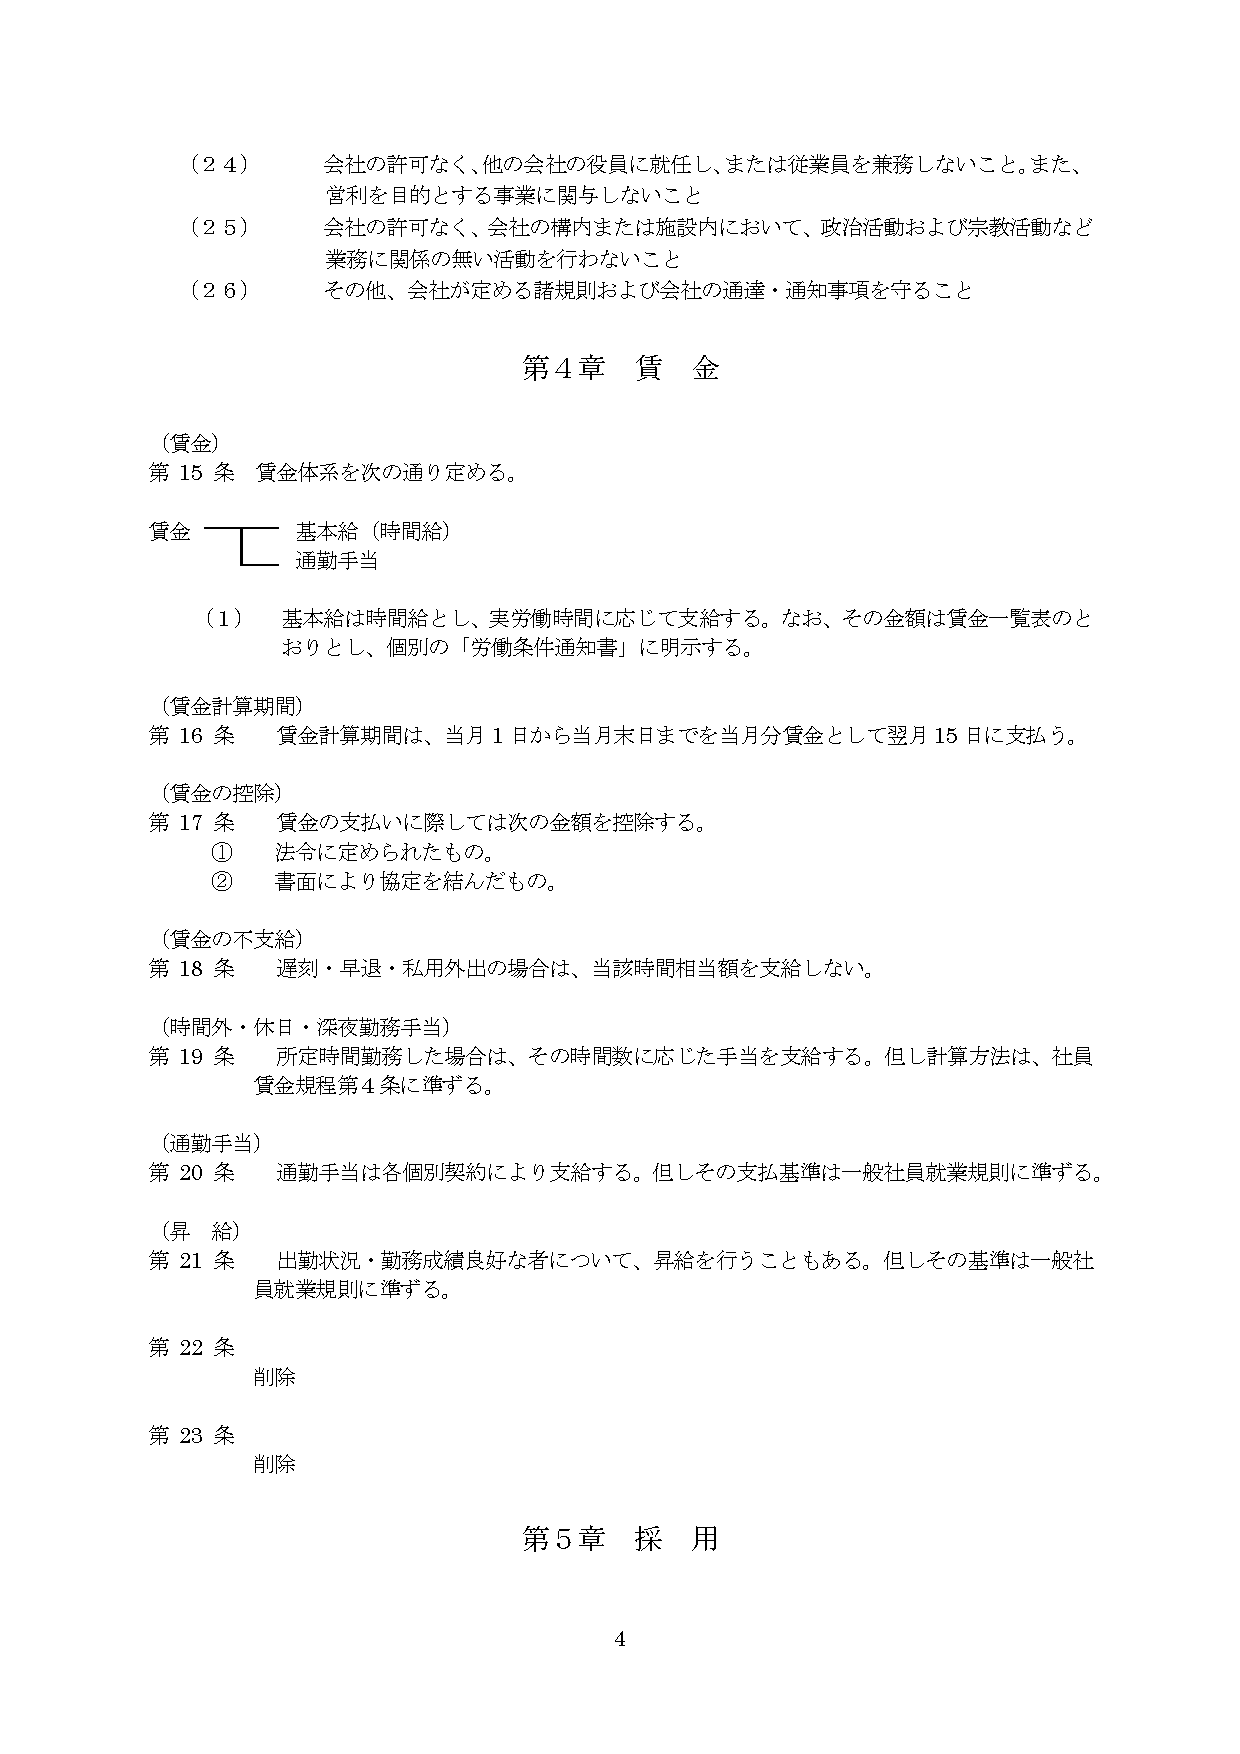 （２４） 会社の許可なく、他の会社の役員に就任し、または従業員を兼務しないこと。また、
営利を目的とする事業に関与しないこと
（２５） 会社の許可なく、会社の構内または施設内において、政治活動および宗教活動など
業務に関係の無い活動を行わないこと
（２６） その他、会社が定める諸規則および会社の通達・通知事項を守ること
第４章　賃　金
（賃金）
第 15 条　賃金体系を次の通り定める。
賃金 基本給（時間給）
通勤手当
（１） 基本給は時間給とし、実労働時間に応じて支給する。なお、その金額は賃金一覧表のと
おりとし、個別の「労働条件通知書」に明示する。
（賃金計算期間）
第 16 条　賃金計算期間は、当月 1 日から当月末日までを当月分賃金として翌月 15 日に支払う。
（賃金の控除）
第 17 条　賃金の支払いに際しては次の金額を控除する。
①　法令に定められたもの。
②　書面により協定を結んだもの。
（賃金の不支給）
第 18 条　遅刻・早退・私用外出の場合は、当該時間相当額を支給しない。
（時間外・休日・深夜勤務手当）
第 19 条　所定時間勤務した場合は、その時間数に応じた手当を支給する。但し計算方法は、社員
賃金規程第４条に準ずる。
（通勤手当）
第 20 条　通勤手当は各個別契約により支給する。但しその支払基準は一般社員就業規則に準ずる。
（昇　給）
第 21 条　出勤状況・勤務成績良好な者について、昇給を行うこともある。但しその基準は一般社
員就業規則に準ずる。
第 22 条
削除
第 23 条
削除
第５章　採　用
4